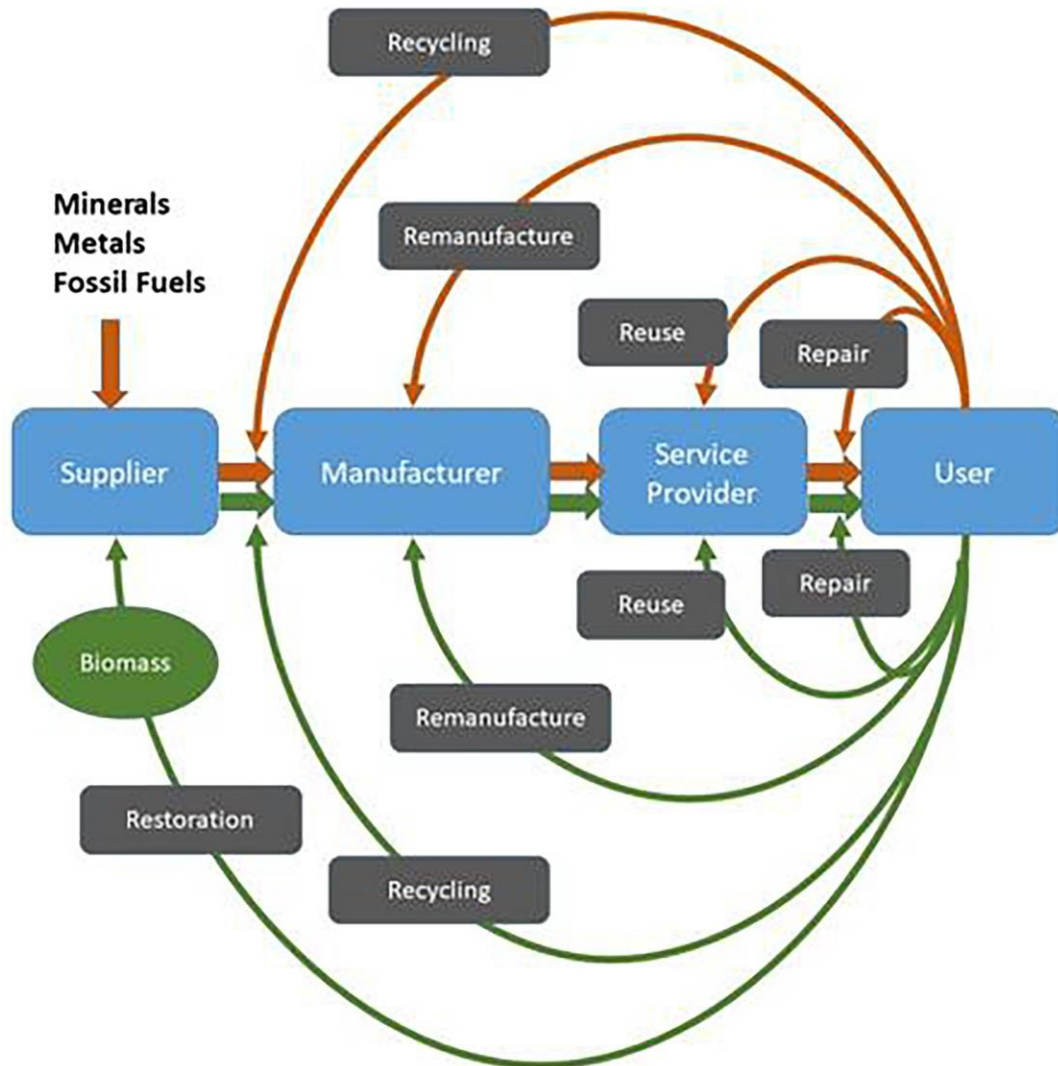 Recycling
Minerals
Metals
Fossil Fuels
Remanufacture
Reuse
Repair
Supplier
Manufacturer
Service
Provider
User
Reuse
Repair
Biomass
Remanufacture
Restoration
Recycling